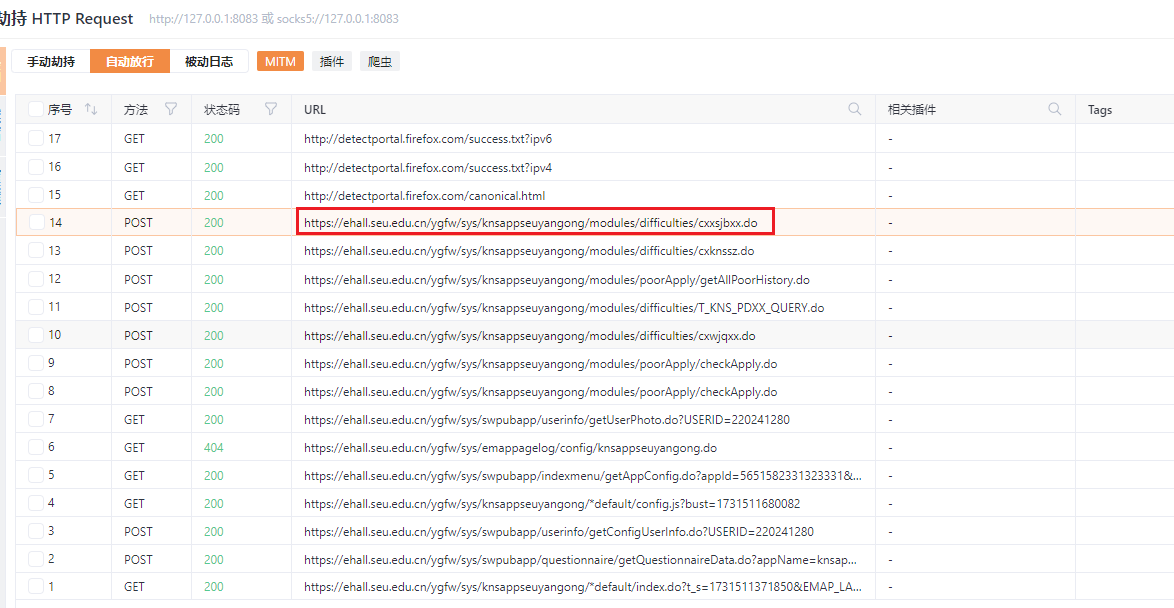 劫持 HTTP Request http://127.0.0.1:8083 或 socks5://127.0.0.1:8083
手动劫持 自动放行 被动日志 MITM 插件 爬虫
序号 方法 状态码 URL 相关插件 Tags
17 GET 200 http://detectportal.firefox.com/success.txt?ipv6 -
16 GET 200 http://detectportal.firefox.com/success.txt?ipv4 -
15 GET 200 http://detectportal.firefox.com/canonical.html -
14 POST 200 https://ehall.seu.edu.cn/ygfw/sys/knsappseuyangong/modules/difficulties/cxxsjbxx.do -
13 POST 200 https://ehall.seu.edu.cn/ygfw/sys/knsappseuyangong/modules/difficulties/cxknssz.do -
12 POST 200 https://ehall.seu.edu.cn/ygfw/sys/knsappseuyangong/modules/poorApply/getAllPoorHistory.do -
11 POST 200 https://ehall.seu.edu.cn/ygfw/sys/knsappseuyangong/modules/difficulties/T_KNS_PDXX_QUERY.do -
10 POST 200 https://ehall.seu.edu.cn/ygfw/sys/knsappseuyangong/modules/difficulties/cxwjqxx.do -
9 POST 200 https://ehall.seu.edu.cn/ygfw/sys/knsappseuyangong/modules/poorApply/checkApply.do -
8 POST 200 https://ehall.seu.edu.cn/ygfw/sys/knsappseuyangong/modules/poorApply/checkApply.do -
7 GET 200 https://ehall.seu.edu.cn/ygfw/sys/swpubapp/userinfo/getUserPhoto.do?USERID=220241280 -
6 GET 404 https://ehall.seu.edu.cn/ygfw/sys/emappagelog/config/knsappseuyangong.do -
5 GET 200 https://ehall.seu.edu.cn/ygfw/sys/swpubapp/indexmenu/getAppConfig.do?appId=5651582331323331&... -
4 GET 200 https://ehall.seu.edu.cn/ygfw/sys/knsappseuyangong/*default/config.js?bust=1731511680082 -
3 POST 200 https://ehall.seu.edu.cn/ygfw/sys/swpubapp/userinfo/getConfigUserInfo.do?USERID=220241280 -
2 POST 200 https://ehall.seu.edu.cn/ygfw/sys/swpubapp/questionnaire/getQuestionnaireData.do?appName=knsap... -
1 GET 200 https://ehall.seu.edu.cn/ygfw/sys/knsappseuyangong/*default/index.do?t_s=1731511371850&EMAP_LA... -